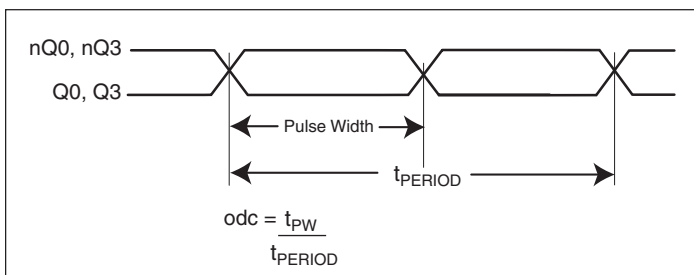 nQ0, nQ3
Q0, Q3
Pulse Width
tPERIOD
odc = tPW
tPERIOD